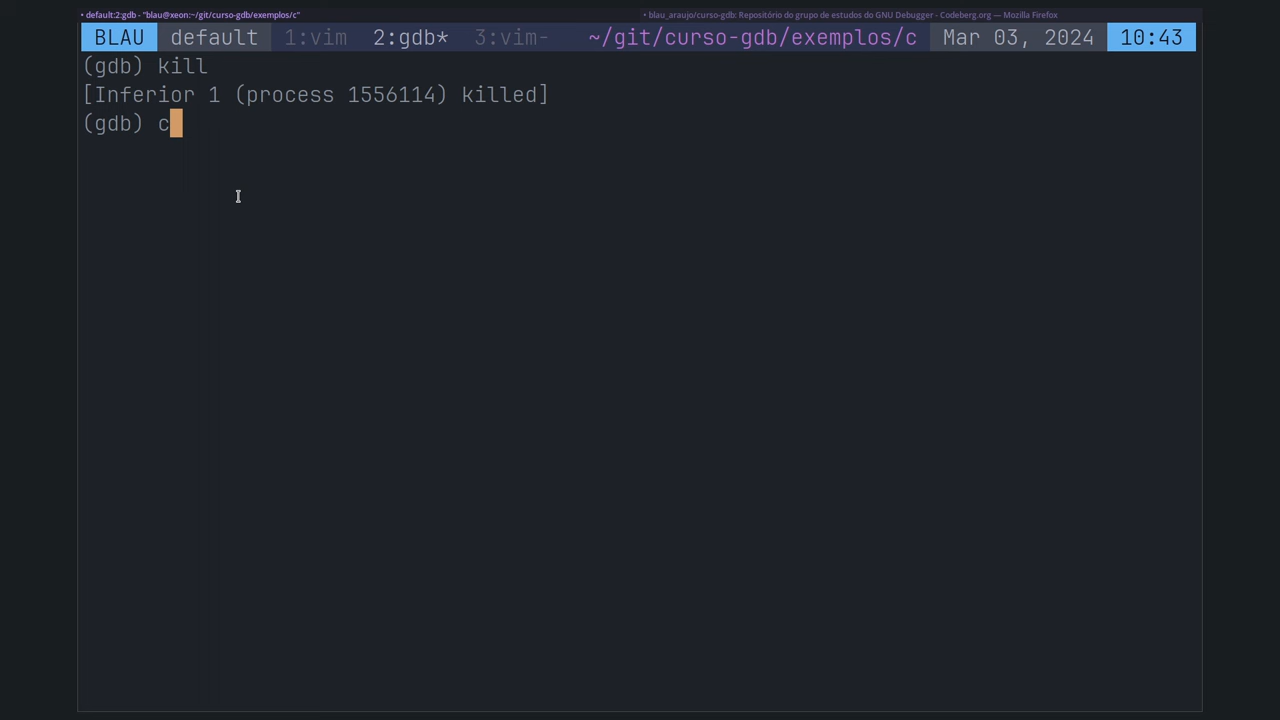 • default:2:gdb - "blau@xeon:~/git/curso-gdb/exemplos/c"
• blau_araujo/curso-gdb: Repositório do grupo de estudos do GNU Debugger - Codeberg.org — Mozilla Firefox
BLAU default 1:vim 2:gdb* 3:vim- ~/git/curso-gdb/exemplos/c Mar 03, 2024 10:43
(gdb) kill
[Inferior 1 (process 1556114) killed]
(gdb) c